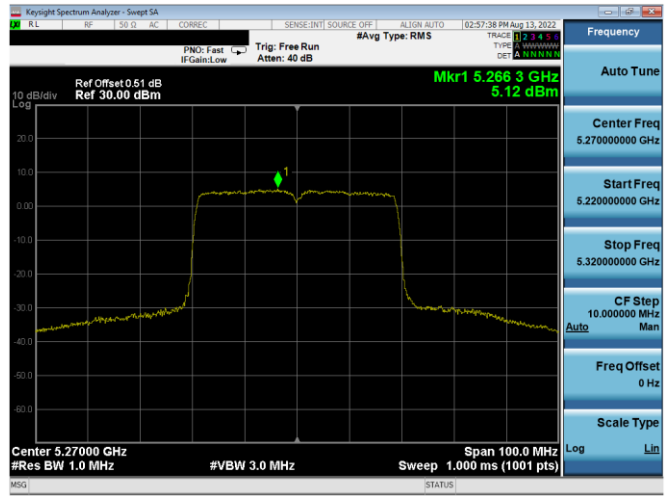 Keysight Spectrum Analyzer - Swept SA
RL RF 50 Ω AC CORREC SENSE:INT SOURCE OFF ALIGN AUTO 02:57:38 PM Aug 13, 2022
#Avg Type: RMS
TRACE 1 2 3 4 5 6
TYPE A WWWWW
DET A N N N N N
PNO: Fast
IFGain:Low
Trig: Free Run
Atten: 40 dB
Frequency
Auto Tune
Ref Offset 0.51 dB
Ref 30.00 dBm
10 dB/div
Log
Mkr1 5.266 3 GHz
5.12 dBm
1
20.0
10.0
0.00
-10.0
-20.0
-30.0
-40.0
-50.0
-60.0
Center Freq
5.270000000 GHz
Start Freq
5.220000000 GHz
Stop Freq
5.320000000 GHz
CF Step
10.000000 MHz
Auto Man
Freq Offset
0 Hz
Scale Type
Log Lin
Center 5.27000 GHz Span 100.0 MHz
#Res BW 1.0 MHz #VBW 3.0 MHz Sweep 1.000 ms (1001 pts)
MSG STATUS